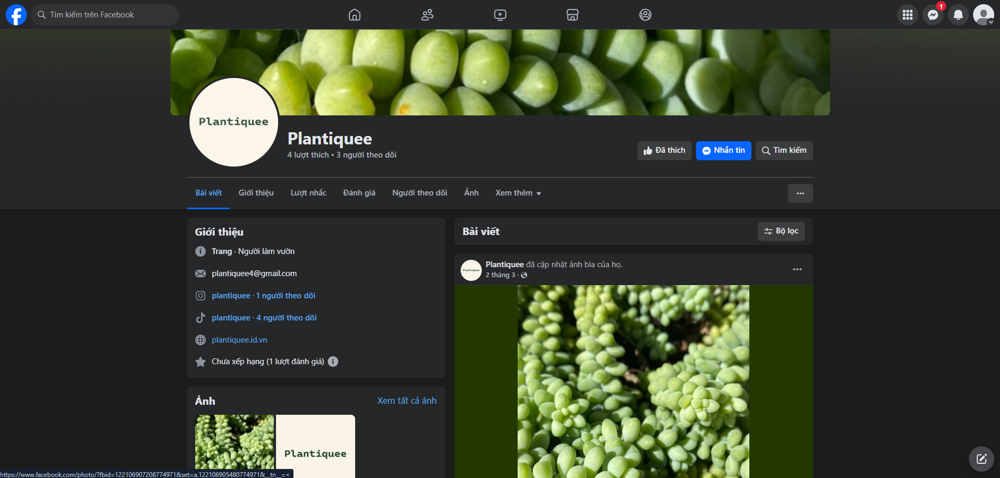 Tìm kiếm trên Facebook
1
Plantiquee
Plantiquee
4 lượt thích • 3 người theo dõi
Đã thích
Nhắn tin
Tìm kiếm
Bài viết
Giới thiệu
Lượt nhắc
Đánh giá
Người theo dõi
Ảnh
Xem thêm
Giới thiệu
Trang · Người làm vườn
plantiquee4@gmail.com
plantiquee · 1 người theo dõi
plantiquee · 4 người theo dõi
plantiquee.id.vn
Chưa xếp hạng (1 lượt đánh giá)
Ảnh
Xem tất cả ảnh
Plantiquee
Bài viết
Bộ lọc
Plantiquee
Plantiquee đã cập nhật ảnh bìa của họ.
2 tháng 3 ·
https://www.facebook.com/photo/?fbid=122106907208774971&set=a.122106905480774971&__tn__=<